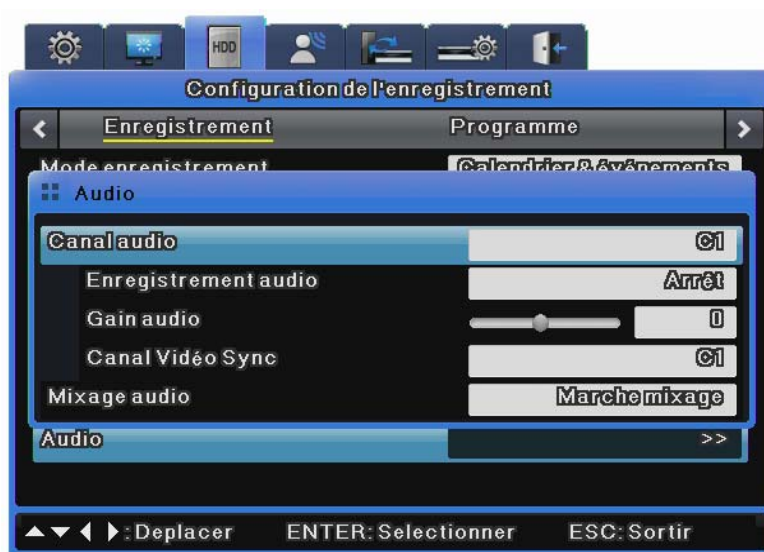 HDD
Configuration de l'enregistrement
Enregistrement Programme
Mode enregistrement Calendrier & événements
Audio
Canal audio C1
Enregistrement audio Arrêt
Gain audio 0
Canal Vidéo Sync C1
Mixage audio Marche mixage
Audio >>
:Deplacer ENTER:Selectionner ESC:Sortir